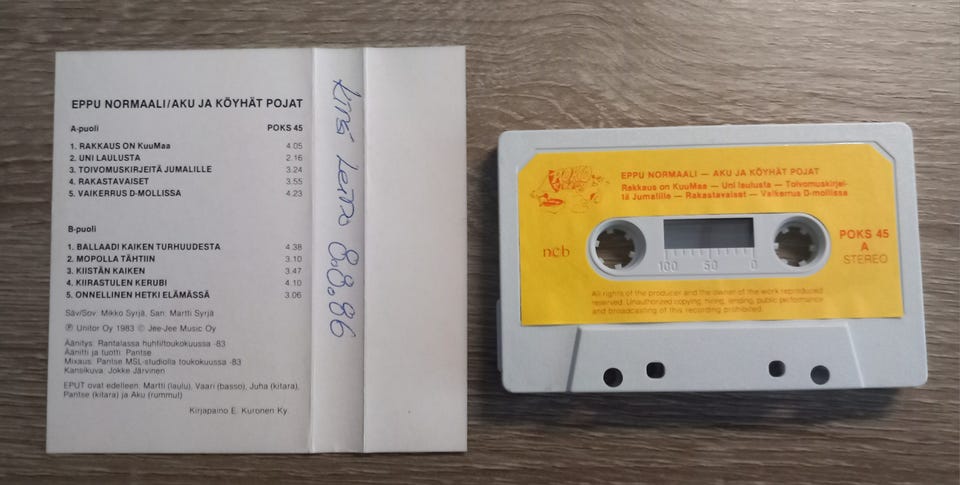 EPPU NORMAALI/AKU JA KÖYHÄT POJAT
A-puoli POKS 45
1. RAKKAUS ON KuuMaa 4.05
2. UNI LAULUSTA 2.16
3. TOIVOMUSKIRJEITÄ JUMALILLE 3.24
4. RAKASTAVAISET 3.55
5. VAIKERRUS D-MOLLISSA 4.23
B-puoli
1. BALLAADI KAIKEN TURHUUDESTA 4.38
2. MOPOLLA TÄHTIIN 3.10
3. KIISTÄN KAIKEN 3.47
4. KIIRASTULEN KERUBI 4.10
5. ONNELLINEN HETKI ELÄMÄSSÄ 3.06
Säv/Sov: Mikko Syrjä, San: Martti Syrjä
Ⓟ Unitor Oy 1983 © Jee-Jee Music Oy
Äänitys: Rantalassa huhti/toukokuussa -83
Äänitti ja tuotti: Pantse
Mixaus: Pantse MSL-studiolla toukokuussa -83
Kansikuva: Jokke Järvinen
EPUT ovat edelleen: Martti (laulu), Vaari (basso), Juha (kitara),
Pantse (kitara) ja Aku (rummut)
Kirjapaino E. Kuronen Ky.
8.8.86
POKO
EPPU NORMAALI — AKU JA KÖYHÄT POJAT
Rakkaus on KuuMaa — Uni laulusta — Toivomuskirjei-
tä Jumalille — Rakastavaiset — Vaikerrus D-mollissa
ncb
100 50 0
POKS 45
A
STEREO
All rights of the producer and the owner of the work reproduced
reserved. Unauthorized copying, hiring, lending, public performance
and broadcasting of this recording prohibited.